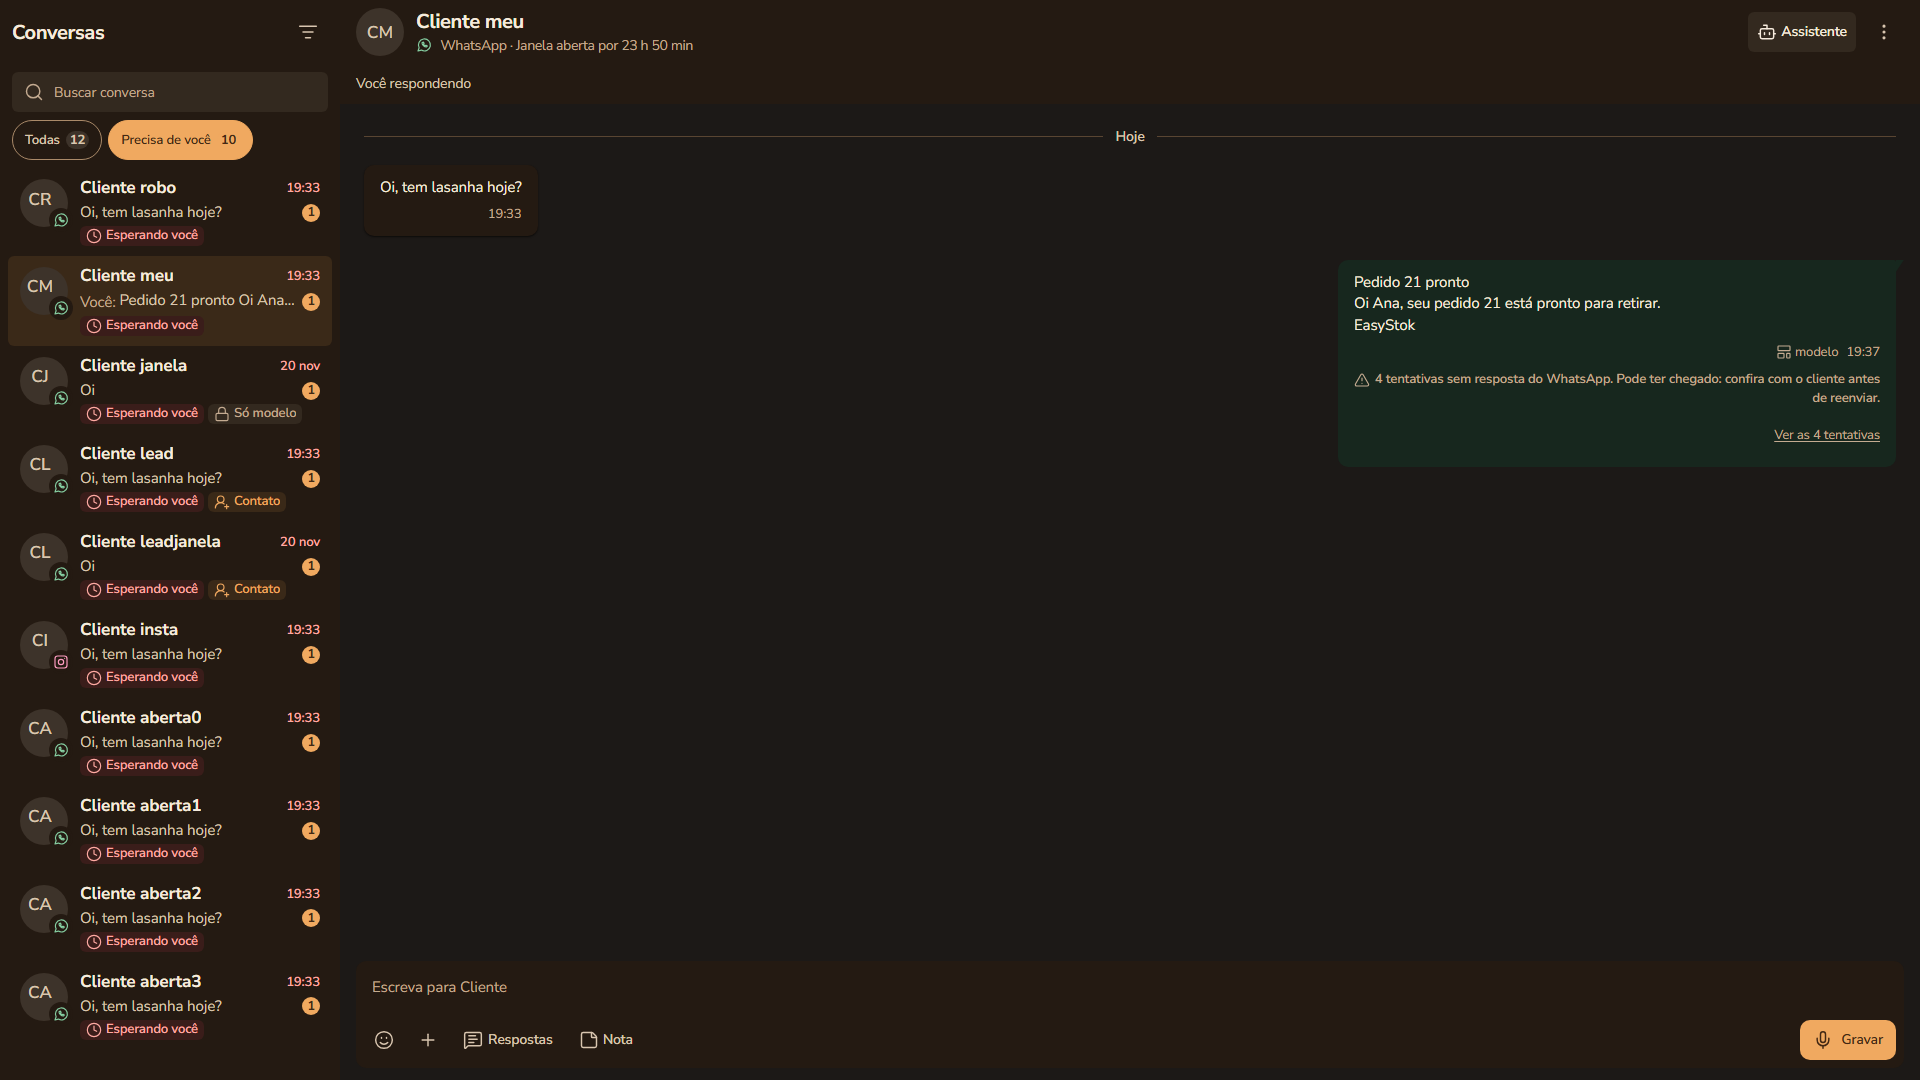 Conversas
Buscar conversa
Todas 12
Precisa de você 10
CR
Cliente robo
19:33
Oi, tem lasanha hoje?
1
Esperando você
CM
Cliente meu
19:33
Você: Pedido 21 pronto Oi Ana...
1
Esperando você
CJ
Cliente janela
20 nov
Oi
1
Esperando você
Só modelo
CL
Cliente lead
19:33
Oi, tem lasanha hoje?
1
Esperando você
Contato
CL
Cliente leadjanela
20 nov
Oi
1
Esperando você
Contato
CI
Cliente insta
19:33
Oi, tem lasanha hoje?
1
Esperando você
CA
Cliente aberta0
19:33
Oi, tem lasanha hoje?
1
Esperando você
CA
Cliente aberta1
19:33
Oi, tem lasanha hoje?
1
Esperando você
CA
Cliente aberta2
19:33
Oi, tem lasanha hoje?
1
Esperando você
CA
Cliente aberta3
19:33
Oi, tem lasanha hoje?
1
Esperando você
CM
Cliente meu
WhatsApp · Janela aberta por 23 h 50 min
Assistente
Você respondendo
Hoje
Oi, tem lasanha hoje?
19:33
Pedido 21 pronto
Oi Ana, seu pedido 21 está pronto para retirar.
EasyStok
modelo 19:37
4 tentativas sem resposta do WhatsApp. Pode ter chegado: confira com o cliente antes
de reenviar.
Ver as 4 tentativas
Escreva para Cliente
Respostas
Nota
Gravar